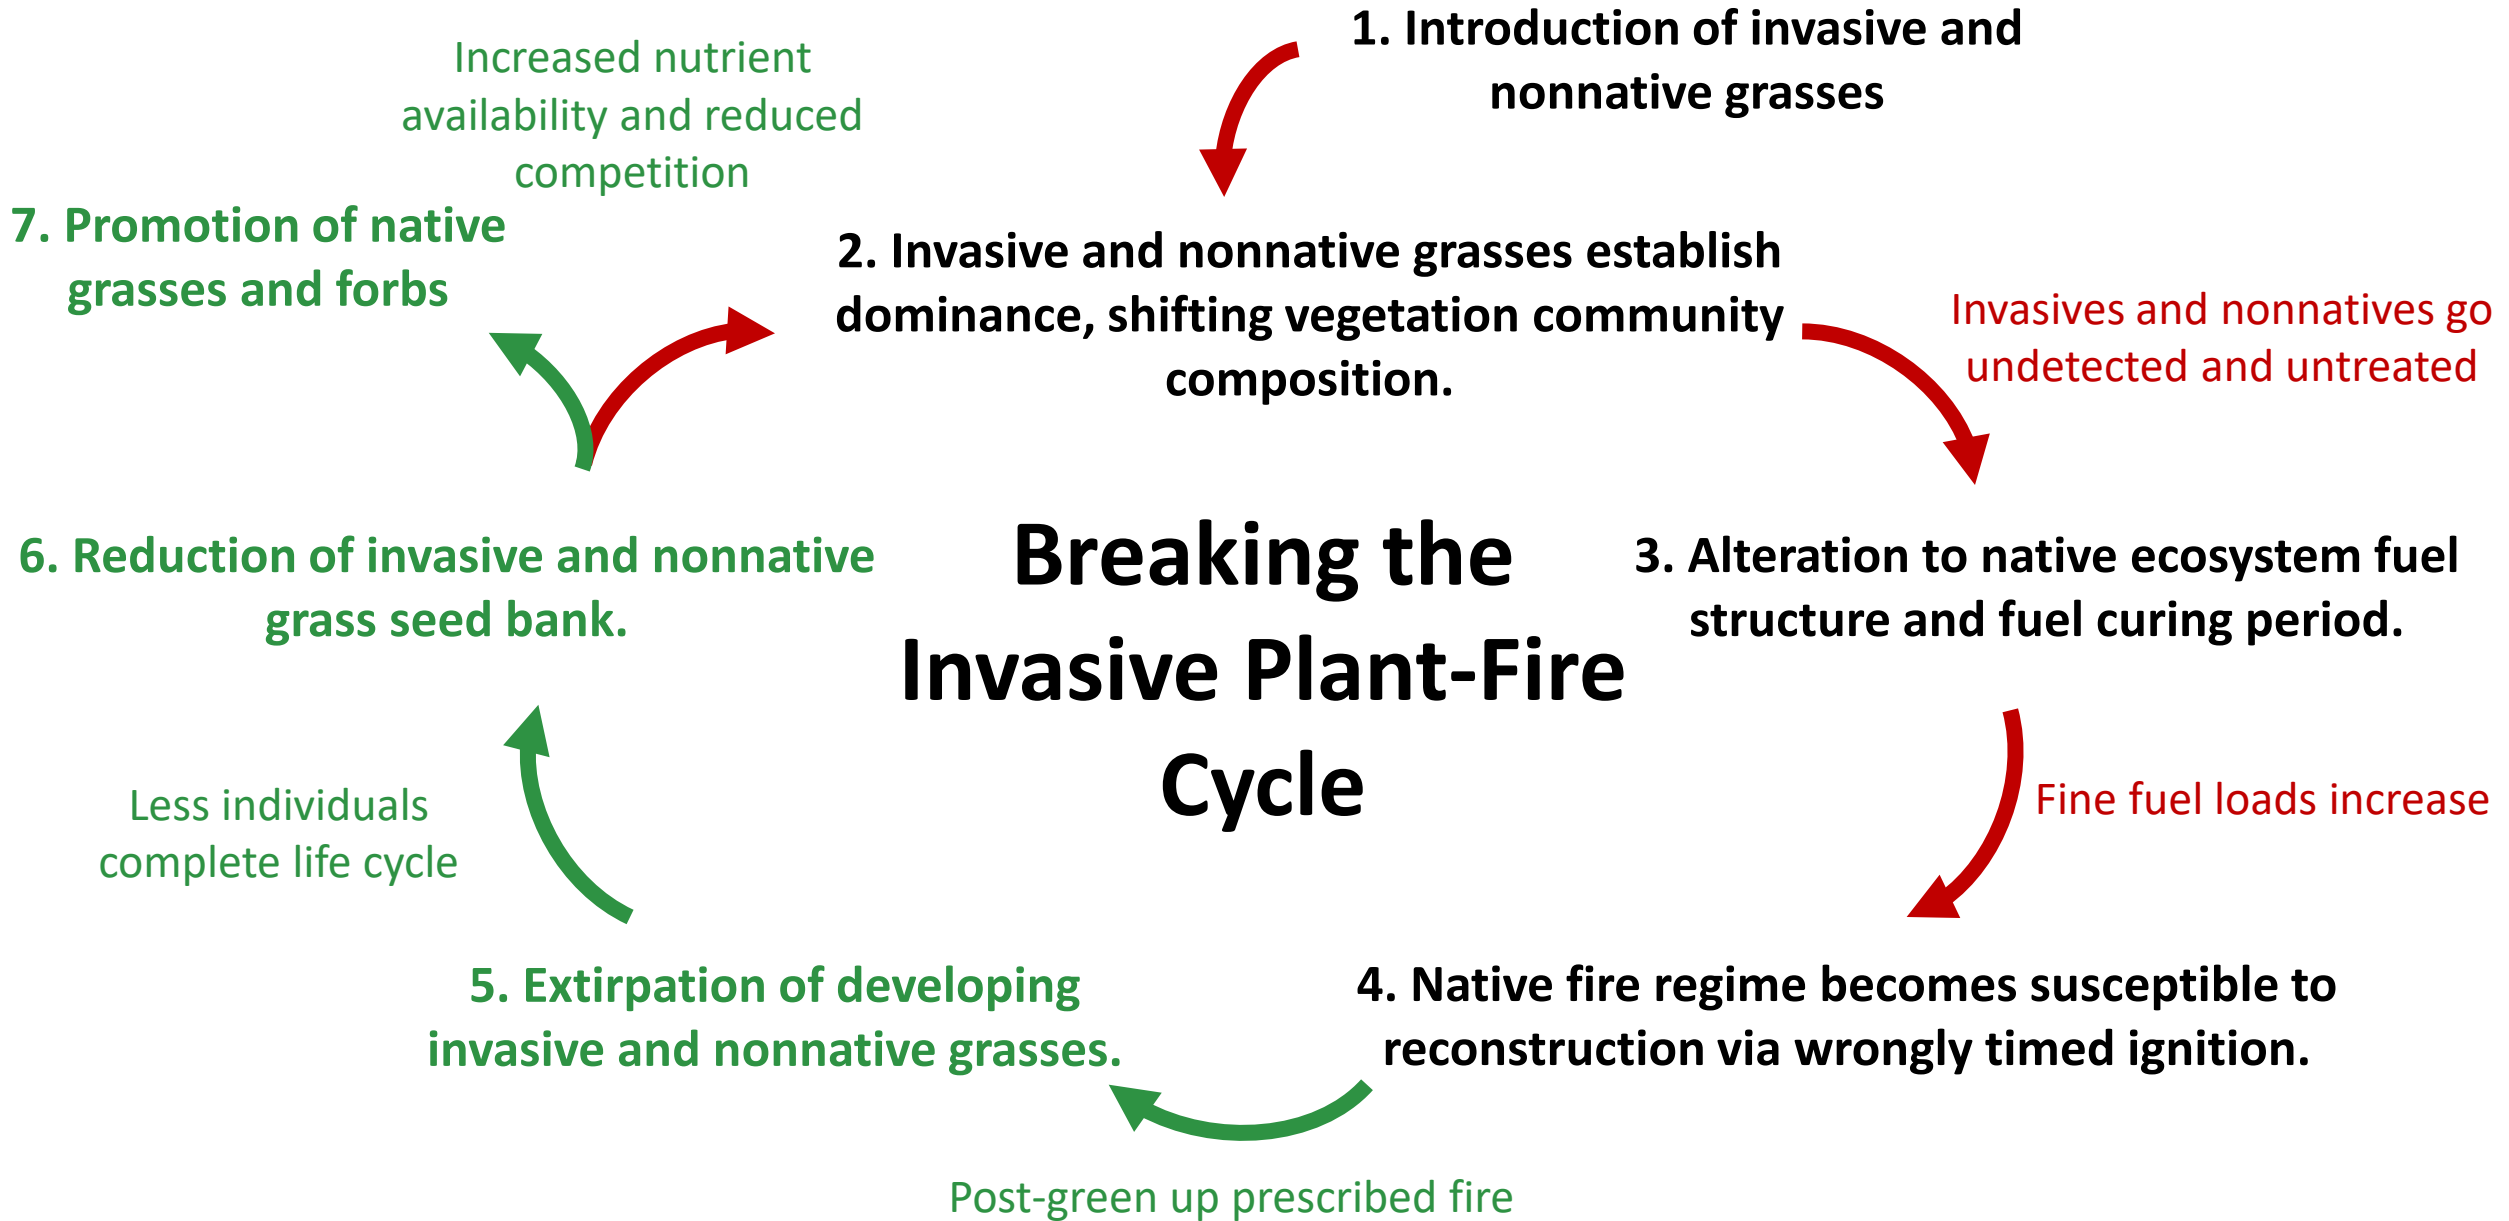 1. Introduction of invasive and
nonnative grasses
2. Invasive and nonnative grasses establish
dominance, shifting vegetation community
composition.
Invasives and nonnatives go
undetected and untreated
3. Alteration to native ecosystem fuel
structure and fuel curing period.
Fine fuel loads increase
4. Native fire regime becomes susceptible to
reconstruction via wrongly timed ignition.
Post-green up prescribed fire
5. Extirpation of developing
invasive and nonnative grasses.
Less individuals
complete life cycle
6. Reduction of invasive and nonnative
grass seed bank.
Increased nutrient
availability and reduced
competition
7. Promotion of native
grasses and forbs
Breaking the
Invasive Plant-Fire
Cycle